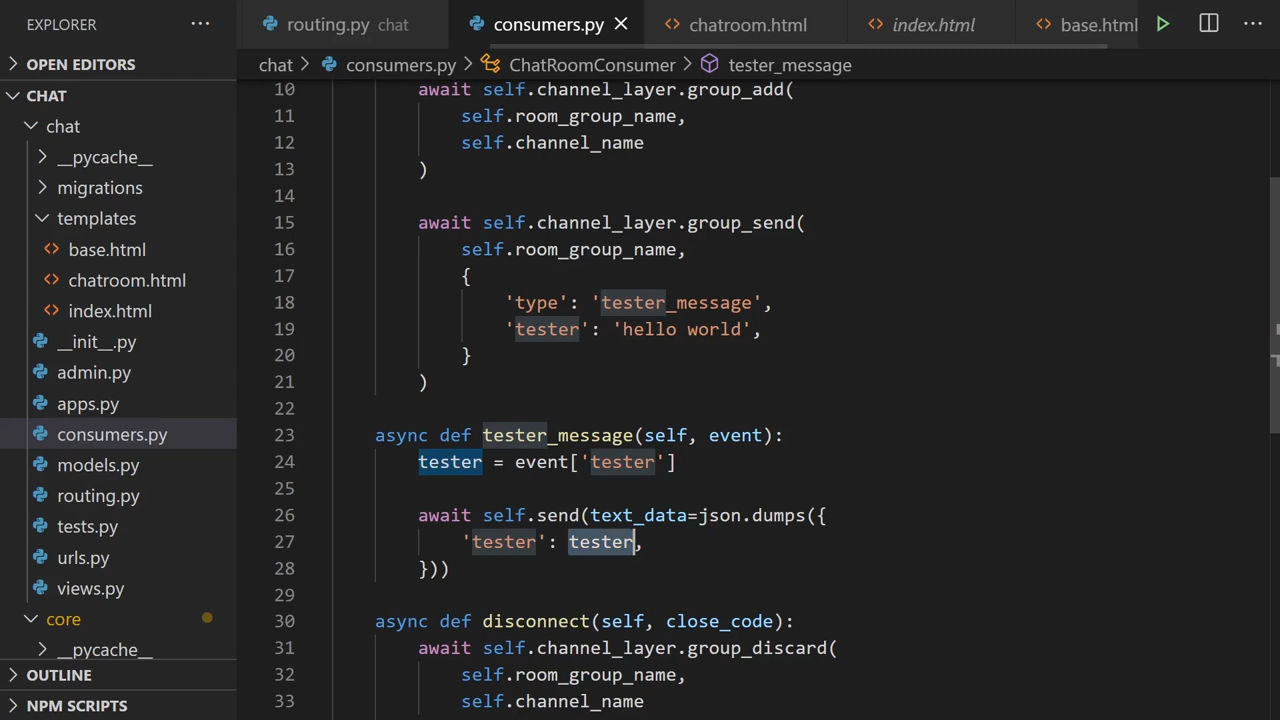 EXPLORER
OPEN EDITORS
CHAT
chat
__pycache__
migrations
templates
base.html
chatroom.html
index.html
__init__.py
admin.py
apps.py
consumers.py
models.py
routing.py
tests.py
urls.py
views.py
core
__pycache__
OUTLINE
NPM SCRIPTS
routing.py chat
consumers.py
chatroom.html
index.html
base.html
chat > consumers.py > ChatRoomConsumer > tester_message
10 await self.channel_layer.group_add(
11 self.room_group_name,
12 self.channel_name
13 )
14
15 await self.channel_layer.group_send(
16 self.room_group_name,
17 {
18 'type': 'tester_message',
19 'tester': 'hello world',
20 }
21 )
22
23 async def tester_message(self, event):
24 tester = event['tester']
25
26 await self.send(text_data=json.dumps({
27 'tester': tester,
28 }))
29
30 async def disconnect(self, close_code):
31 await self.channel_layer.group_discard(
32 self.room_group_name,
33 self.channel_name